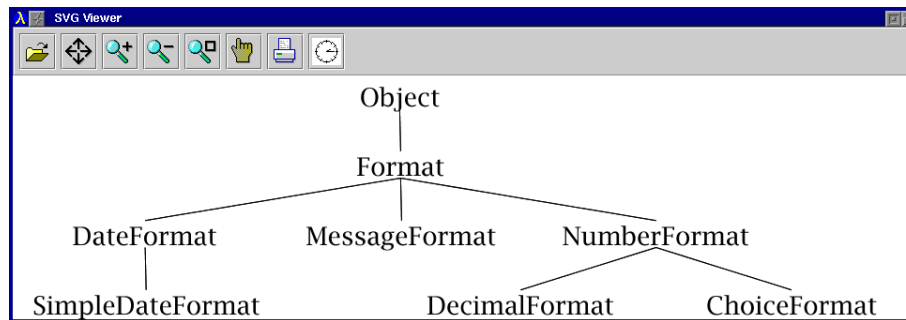 SVG Viewer
Object
Format
DateFormat MessageFormat NumberFormat
SimpleDateFormat DecimalFormat ChoiceFormat